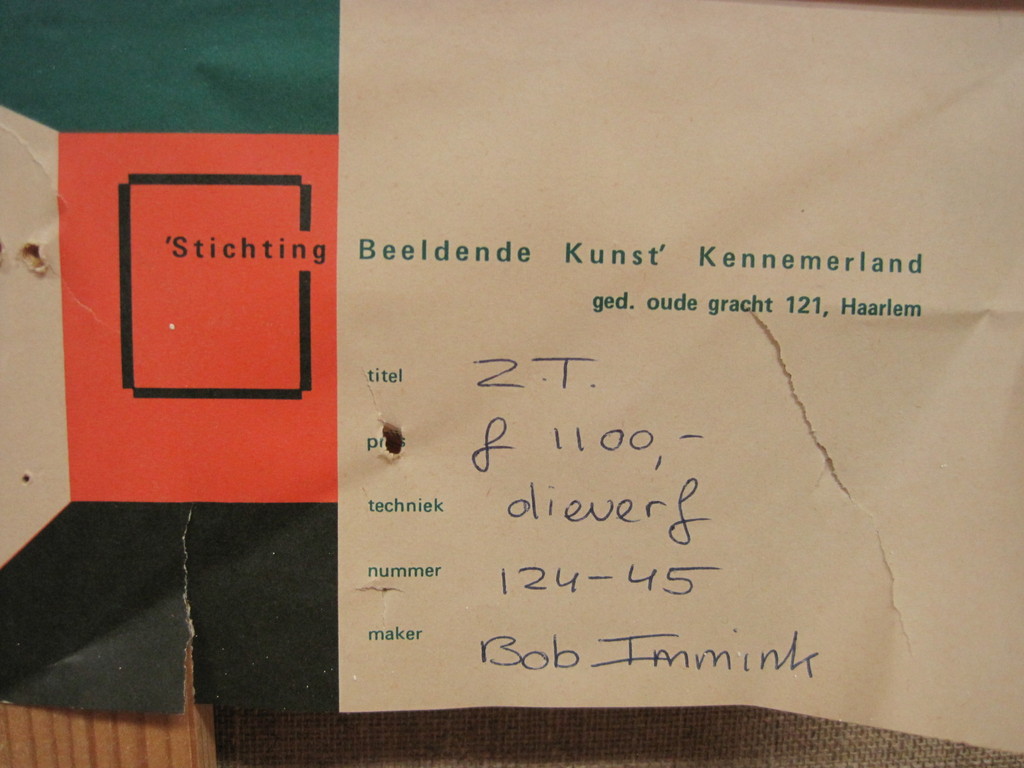 'Stichting Beeldende Kunst' Kennemerland
ged. oude gracht 121, Haarlem
titel Z.T.
f 1100,-
techniek olieverf
nummer 124-45
maker Bob Immink